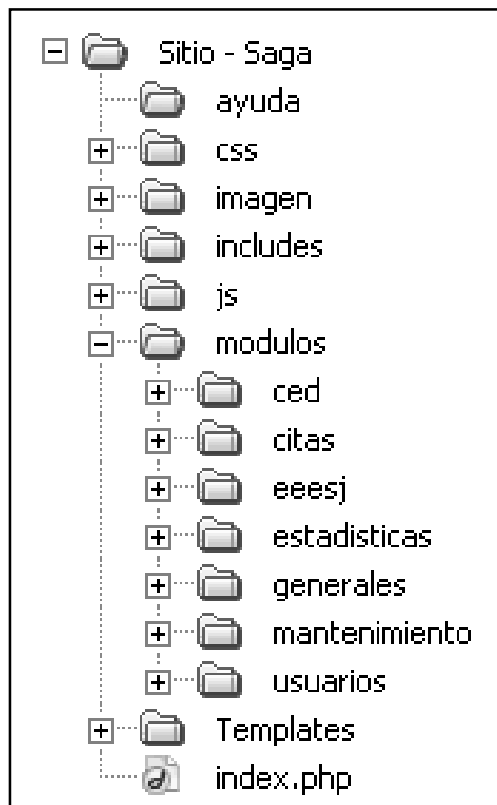 Sitio - Saga
ayuda
css
imagen
includes
js
modulos
ced
citas
eeesj
estadisticas
generales
mantenimiento
usuarios
Templates
index.php